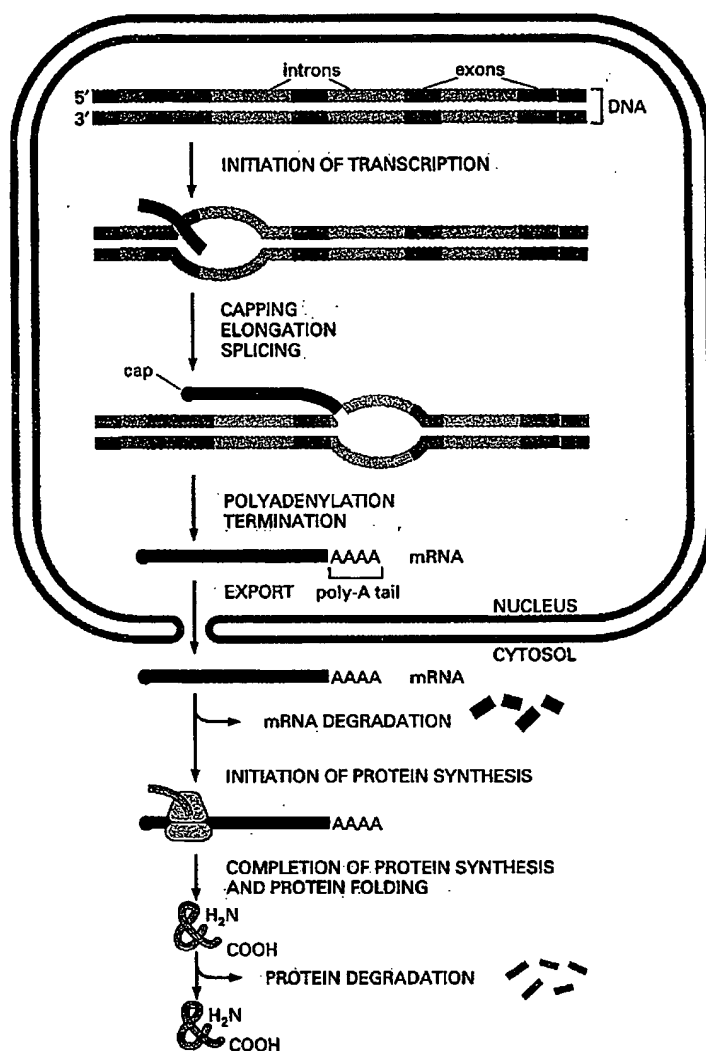 introns
exons
5′
3′
DNA
INITIATION OF TRANSCRIPTION
CAPPING
ELONGATION
SPLICING
cap
POLYADENYLATION
TERMINATION
AAAA mRNA
EXPORT poly-A tail
NUCLEUS
CYTOSOL
AAAA mRNA
mRNA DEGRADATION
INITIATION OF PROTEIN SYNTHESIS
AAAA
COMPLETION OF PROTEIN SYNTHESIS
AND PROTEIN FOLDING
H₂N
COOH
PROTEIN DEGRADATION
H₂N
COOH